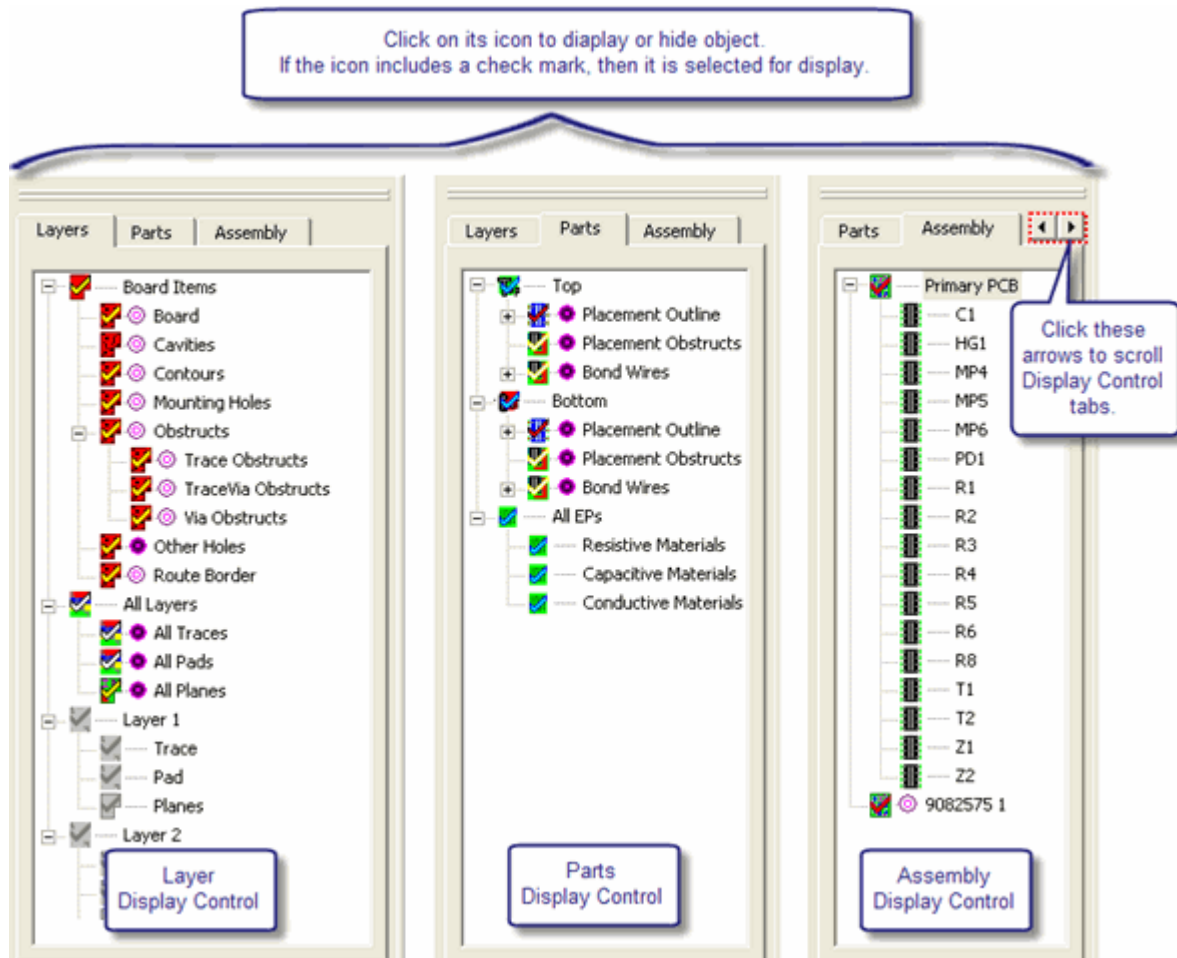 Click on its icon to diaplay or hide object.
If the icon includes a check mark, then it is selected for display.
Layers Parts Assembly
Board Items
Board
Cavities
Contours
Mounting Holes
Obstructs
Trace Obstructs
TraceVia Obstructs
Via Obstructs
Other Holes
Route Border
All Layers
All Traces
All Pads
All Planes
Layer 1
Trace
Pad
Planes
Layer 2
Layer
Display Control
Layers Parts Assembly
Top
Placement Outline
Placement Obstructs
Bond Wires
Bottom
Placement Outline
Placement Obstructs
Bond Wires
All EPs
Resistive Materials
Capacitive Materials
Conductive Materials
Parts
Display Control
Parts Assembly
Primary PCB
C1
HG1
MP4
MP5
MP6
PD1
R1
R2
R3
R4
R5
R6
R8
T1
T2
Z1
Z2
9082575 1
Click these
arrows to scroll
Display Control
tabs.
Assembly
Display Control